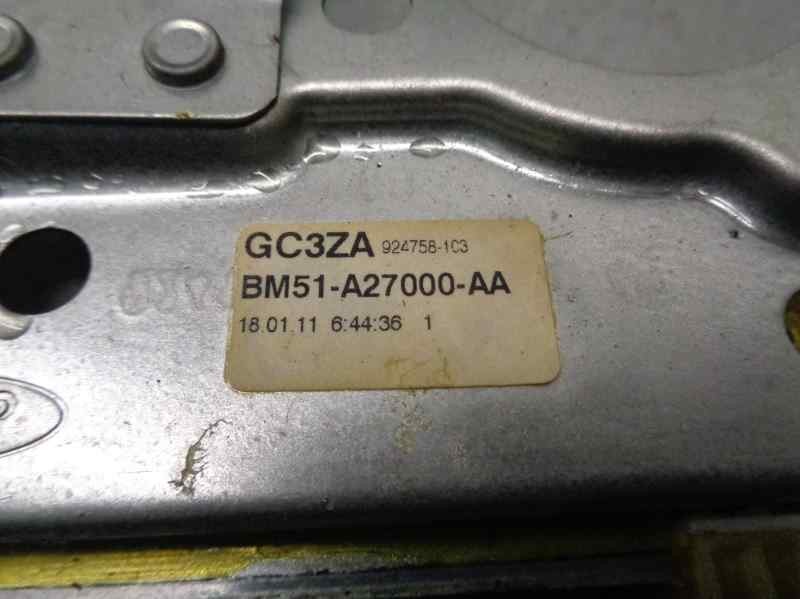 GC3ZA 924758-103
BM51-A27000-AA
18.01.11 6:44:36 1